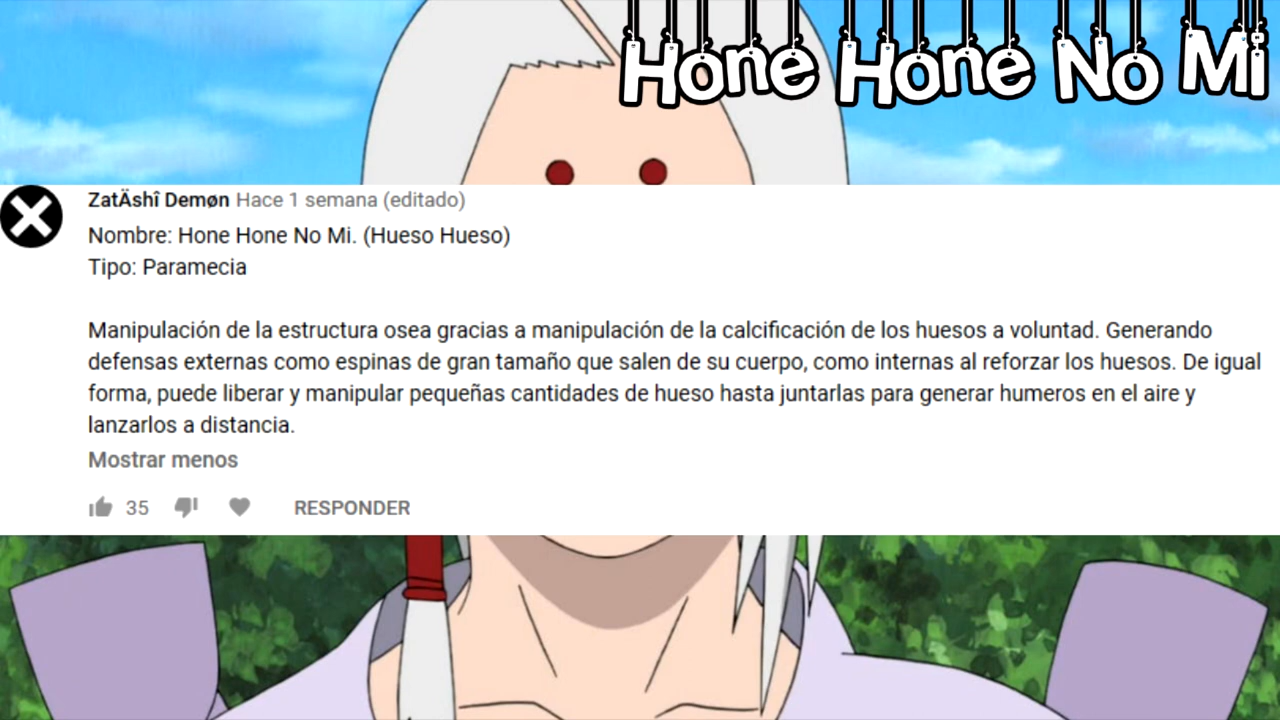 Hone Hone No Mi
ZatÄshî Demøn Hace 1 semana (editado)
Nombre: Hone Hone No Mi. (Hueso Hueso)
Tipo: Paramecia
Manipulación de la estructura osea gracias a manipulación de la calcificación de los huesos a voluntad. Generando
defensas externas como espinas de gran tamaño que salen de su cuerpo, como internas al reforzar los huesos. De igual
forma, puede liberar y manipular pequeñas cantidades de hueso hasta juntarlas para generar humeros en el aire y
lanzarlos a distancia.
Mostrar menos
35 RESPONDER